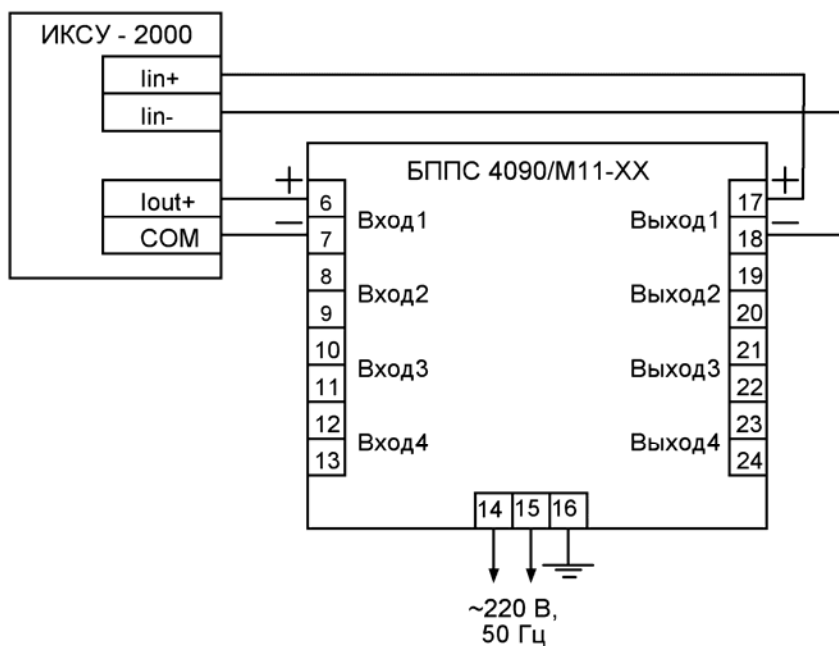 ИКСУ - 2000
Iin+
Iin-
Iout+
COM
БППС 4090/М11-ХХ
+
+
6
Вход1
Выход1
17
−
−
7
18
8
Вход2
Выход2
19
9
20
10
Вход3
Выход3
21
11
22
12
Вход4
Выход4
23
13
24
14 15 16
~220 В,
50 Гц